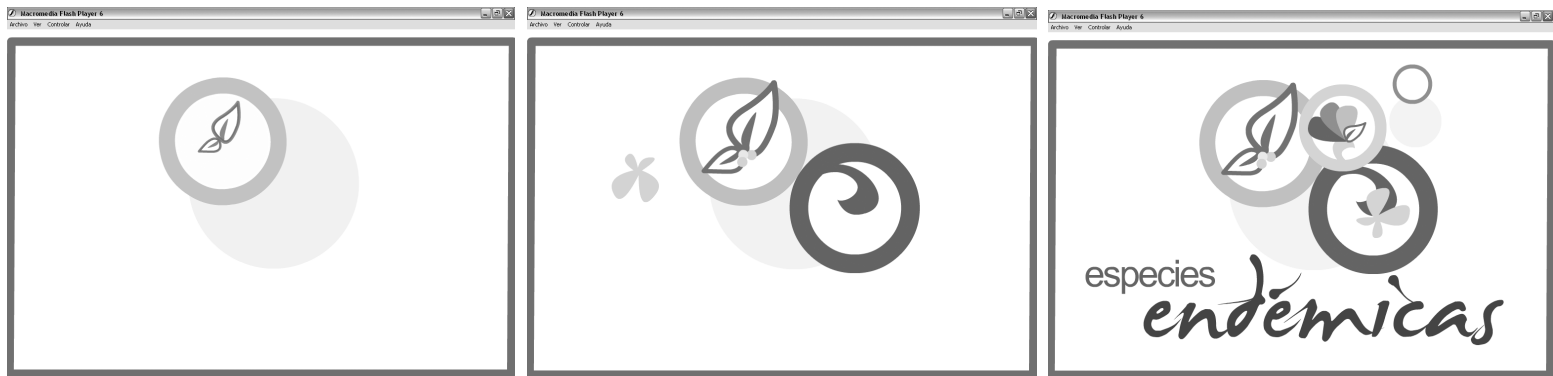 Macromedia Flash Player 6
Archivo Ver Controlar Ayuda
Macromedia Flash Player 6
Archivo Ver Controlar Ayuda
Macromedia Flash Player 6
Archivo Ver Controlar Ayuda
especies
endémicas